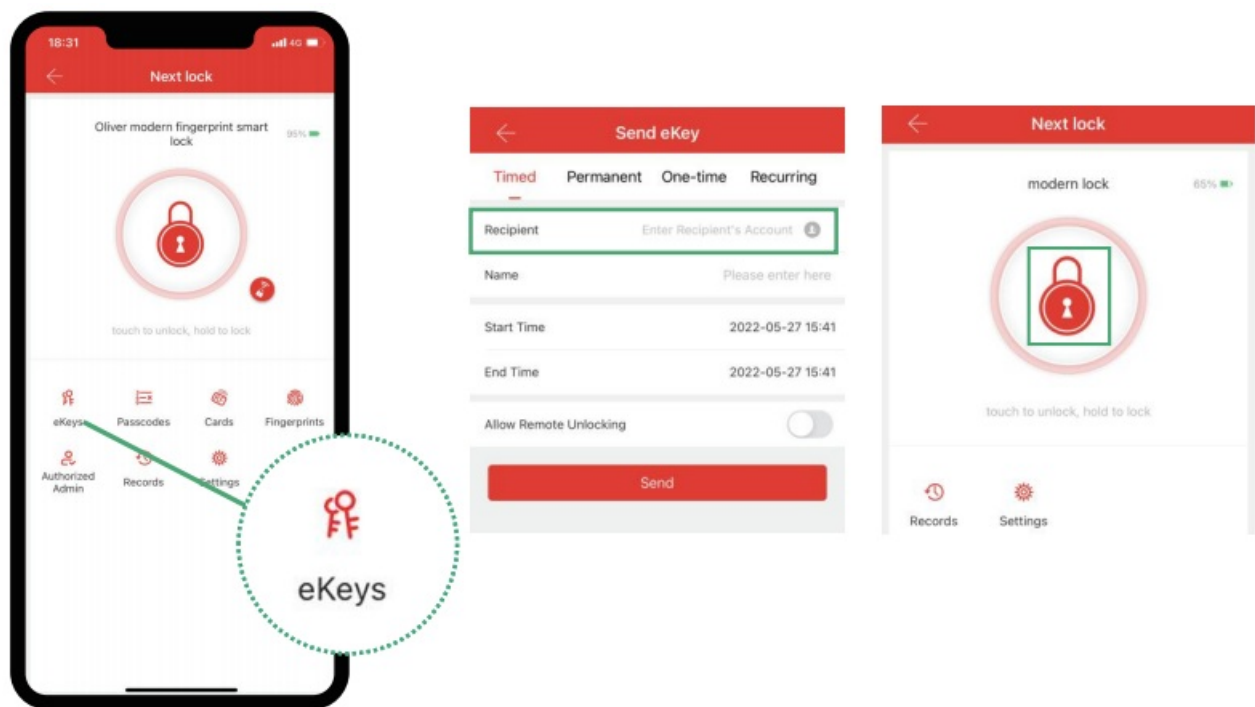 18:31
4G
Next lock
Oliver modern fingerprint smart
lock
95%
touch to unlock, hold to lock
eKeys
Passcodes
Cards
Fingerprints
Authorized
Admin
Records
Settings
eKeys
Send eKey
Timed
Permanent
One-time
Recurring
Recipient
Enter Recipient's Account
Name
Please enter here
Start Time
2022-05-27 15:41
End Time
2022-05-27 15:41
Allow Remote Unlocking
Send
Next lock
modern lock
65%
touch to unlock, hold to lock
Records
Settings